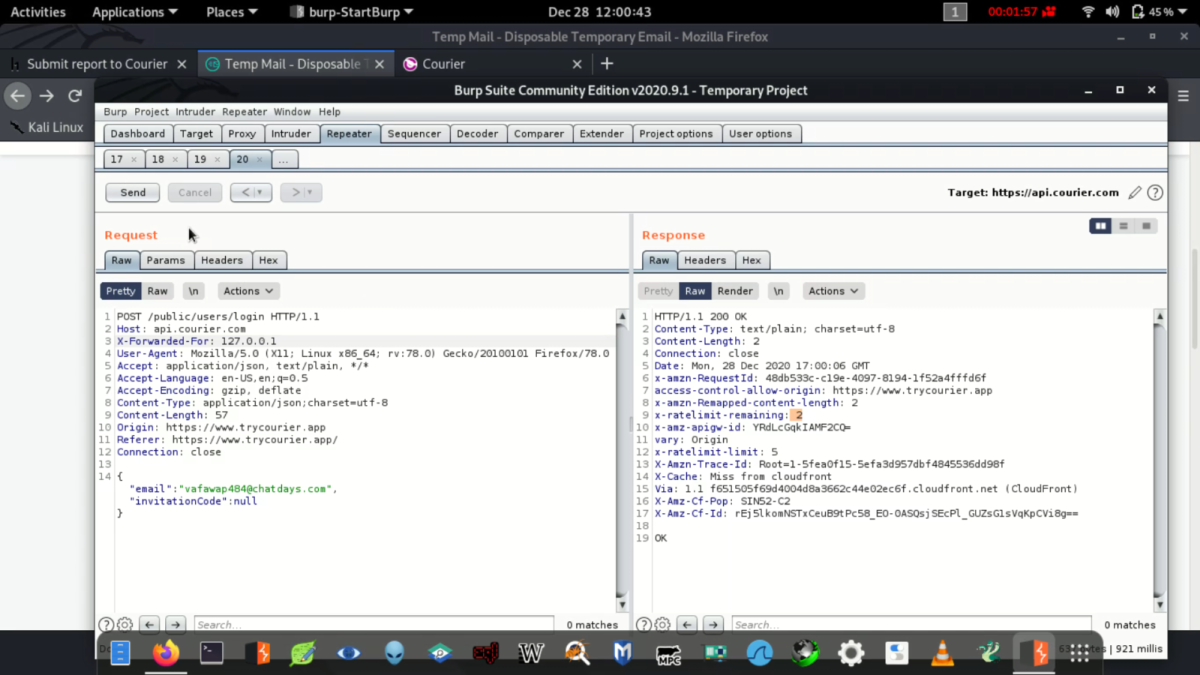 Activities Applications Places burp-StartBurp Dec 28 12:00:43 1 00:01:57 45 %
Temp Mail - Disposable Temporary Email - Mozilla Firefox
Submit report to Courier Temp Mail - Disposable T Courier
Burp Suite Community Edition v2020.9.1 - Temporary Project
Burp Project Intruder Repeater Window Help
Kali Linux
Dashboard Target Proxy Intruder Repeater Sequencer Decoder Comparer Extender Project options User options
17 × 18 × 19 × 20 × ...
Send Cancel < > Target: https://api.courier.com ?
Request
Raw Params Headers Hex
Pretty Raw \n Actions
1 POST /public/users/login HTTP/1.1
2 Host: api.courier.com
3 X-Forwarded-For: 127.0.0.1
4 User-Agent: Mozilla/5.0 (X11; Linux x86_64; rv:78.0) Gecko/20100101 Firefox/78.0
5 Accept: application/json, text/plain, */*
6 Accept-Language: en-US,en;q=0.5
7 Accept-Encoding: gzip, deflate
8 Content-Type: application/json;charset=utf-8
9 Content-Length: 57
10 Origin: https://www.trycourier.app
11 Referer: https://www.trycourier.app/
12 Connection: close
13
14 {
"email":"vafawap484@chatdays.com",
"invitationCode":null
}
? Search... 0 matches
Response
Raw Headers Hex
Pretty Raw Render \n Actions
1 HTTP/1.1 200 OK
2 Content-Type: text/plain; charset=utf-8
3 Content-Length: 2
4 Connection: close
5 Date: Mon, 28 Dec 2020 17:00:06 GMT
6 x-amzn-RequestId: 48db533c-c19e-4097-8194-1f52a4fffd6f
7 access-control-allow-origin: https://www.trycourier.app
8 x-amzn-Remapped-content-length: 2
9 x-ratelimit-remaining: 2
10 x-amz-apigw-id: YRdLcGqkIAMF2CQ=
11 vary: Origin
12 x-ratelimit-limit: 5
13 X-Amzn-Trace-Id: Root=1-5fea0f15-5efa3d957dbf4845536dd98f
14 X-Cache: Miss from cloudfront
15 Via: 1.1 f651505f69d4004d8a3662c44e02ec6f.cloudfront.net (CloudFront)
16 X-Amz-Cf-Pop: SIN52-C2
17 X-Amz-Cf-Id: rEj5lkomNSTxCeuB9tPc58_E0-0ASQsjSEcPl_GUZsG1sVqKpCVi8g==
18
19 OK
? Search... 0 matches
W MPC | 921 millis